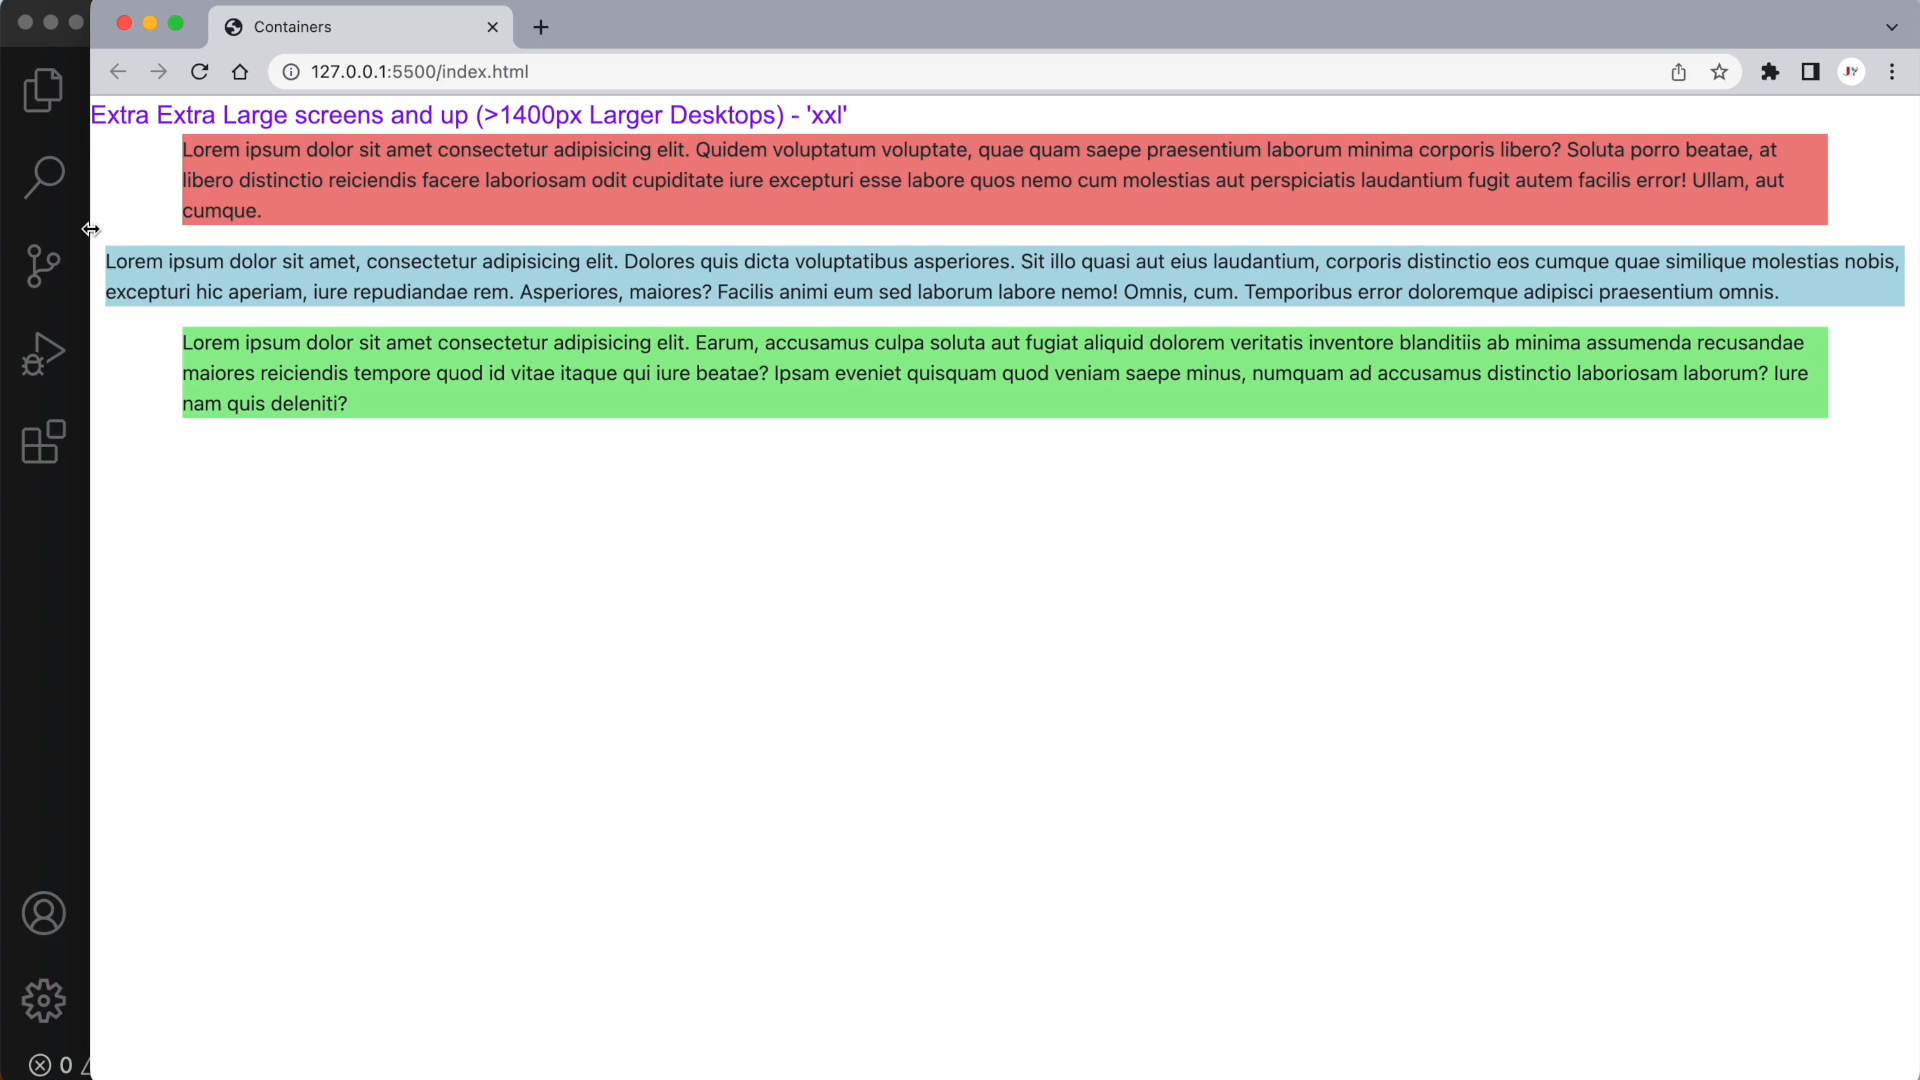 Containers
127.0.0.1:5500/index.html
JY
Extra Extra Large screens and up (>1400px Larger Desktops) - 'xxl'
Lorem ipsum dolor sit amet consectetur adipisicing elit. Quidem voluptatum voluptate, quae quam saepe praesentium laborum minima corporis libero? Soluta porro beatae, at
libero distinctio reiciendis facere laboriosam odit cupiditate iure excepturi esse labore quos nemo cum molestias aut perspiciatis laudantium fugit autem facilis error! Ullam, aut
cumque.
Lorem ipsum dolor sit amet, consectetur adipisicing elit. Dolores quis dicta voluptatibus asperiores. Sit illo quasi aut eius laudantium, corporis distinctio eos cumque quae similique molestias nobis,
excepturi hic aperiam, iure repudiandae rem. Asperiores, maiores? Facilis animi eum sed laborum labore nemo! Omnis, cum. Temporibus error doloremque adipisci praesentium omnis.
Lorem ipsum dolor sit amet consectetur adipisicing elit. Earum, accusamus culpa soluta aut fugiat aliquid dolorem veritatis inventore blanditiis ab minima assumenda recusandae
maiores reiciendis tempore quod id vitae itaque qui iure beatae? Ipsam eveniet quisquam quod veniam saepe minus, numquam ad accusamus distinctio laboriosam laborum? Iure
nam quis deleniti?
0